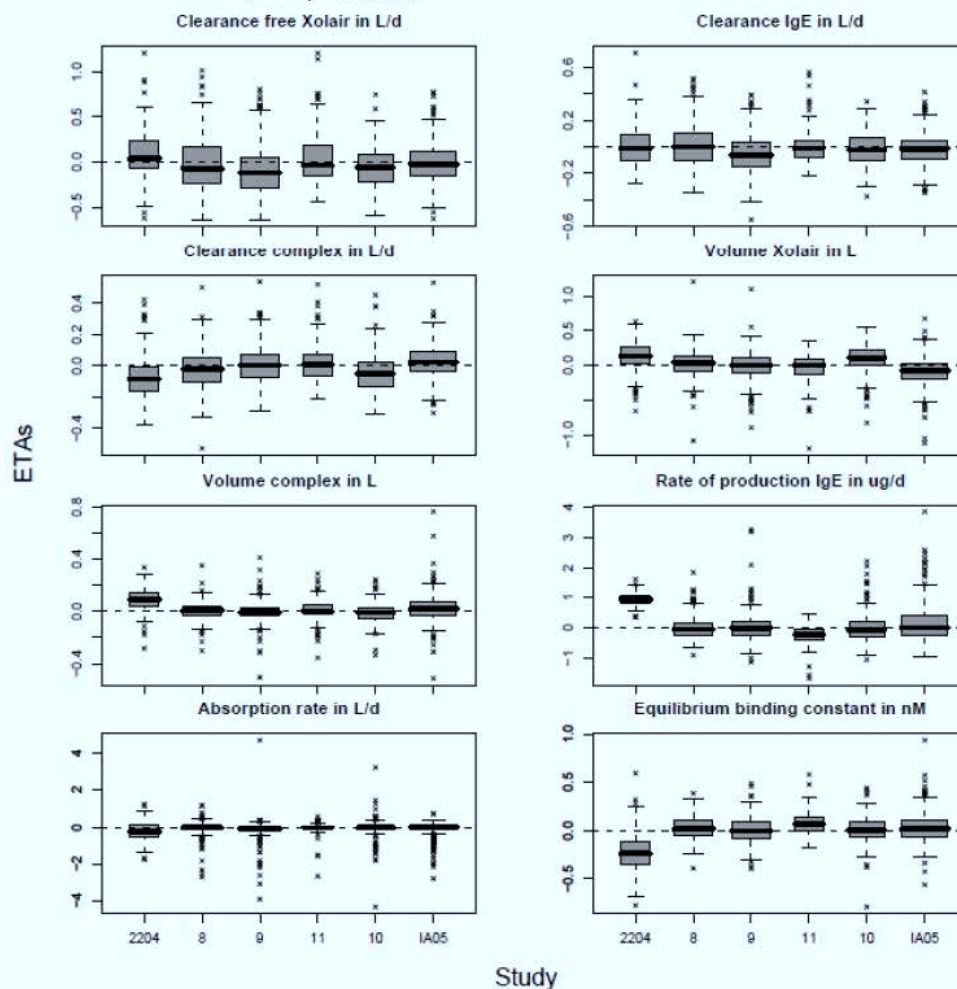 Clearance free Xolair in L/d
Clearance IgE in L/d
1.0
0.5
0.0
−0.5
0.6
0.2
−0.2
−0.6
Clearance complex in L/d
Volume Xolair in L
0.4
0.0
−0.4
1.0
0.5
0.0
−1.0
ETAs
Volume complex in L
Rate of production IgE in ug/d
0.8
0.4
0.0
−0.4
4
3
2
1
0
−1
Absorption rate in L/d
Equilibrium binding constant in nM
4
2
0
−2
−4
1.0
0.5
0.0
−0.5
2204 8 9 11 10 IA05
2204 8 9 11 10 IA05
Study